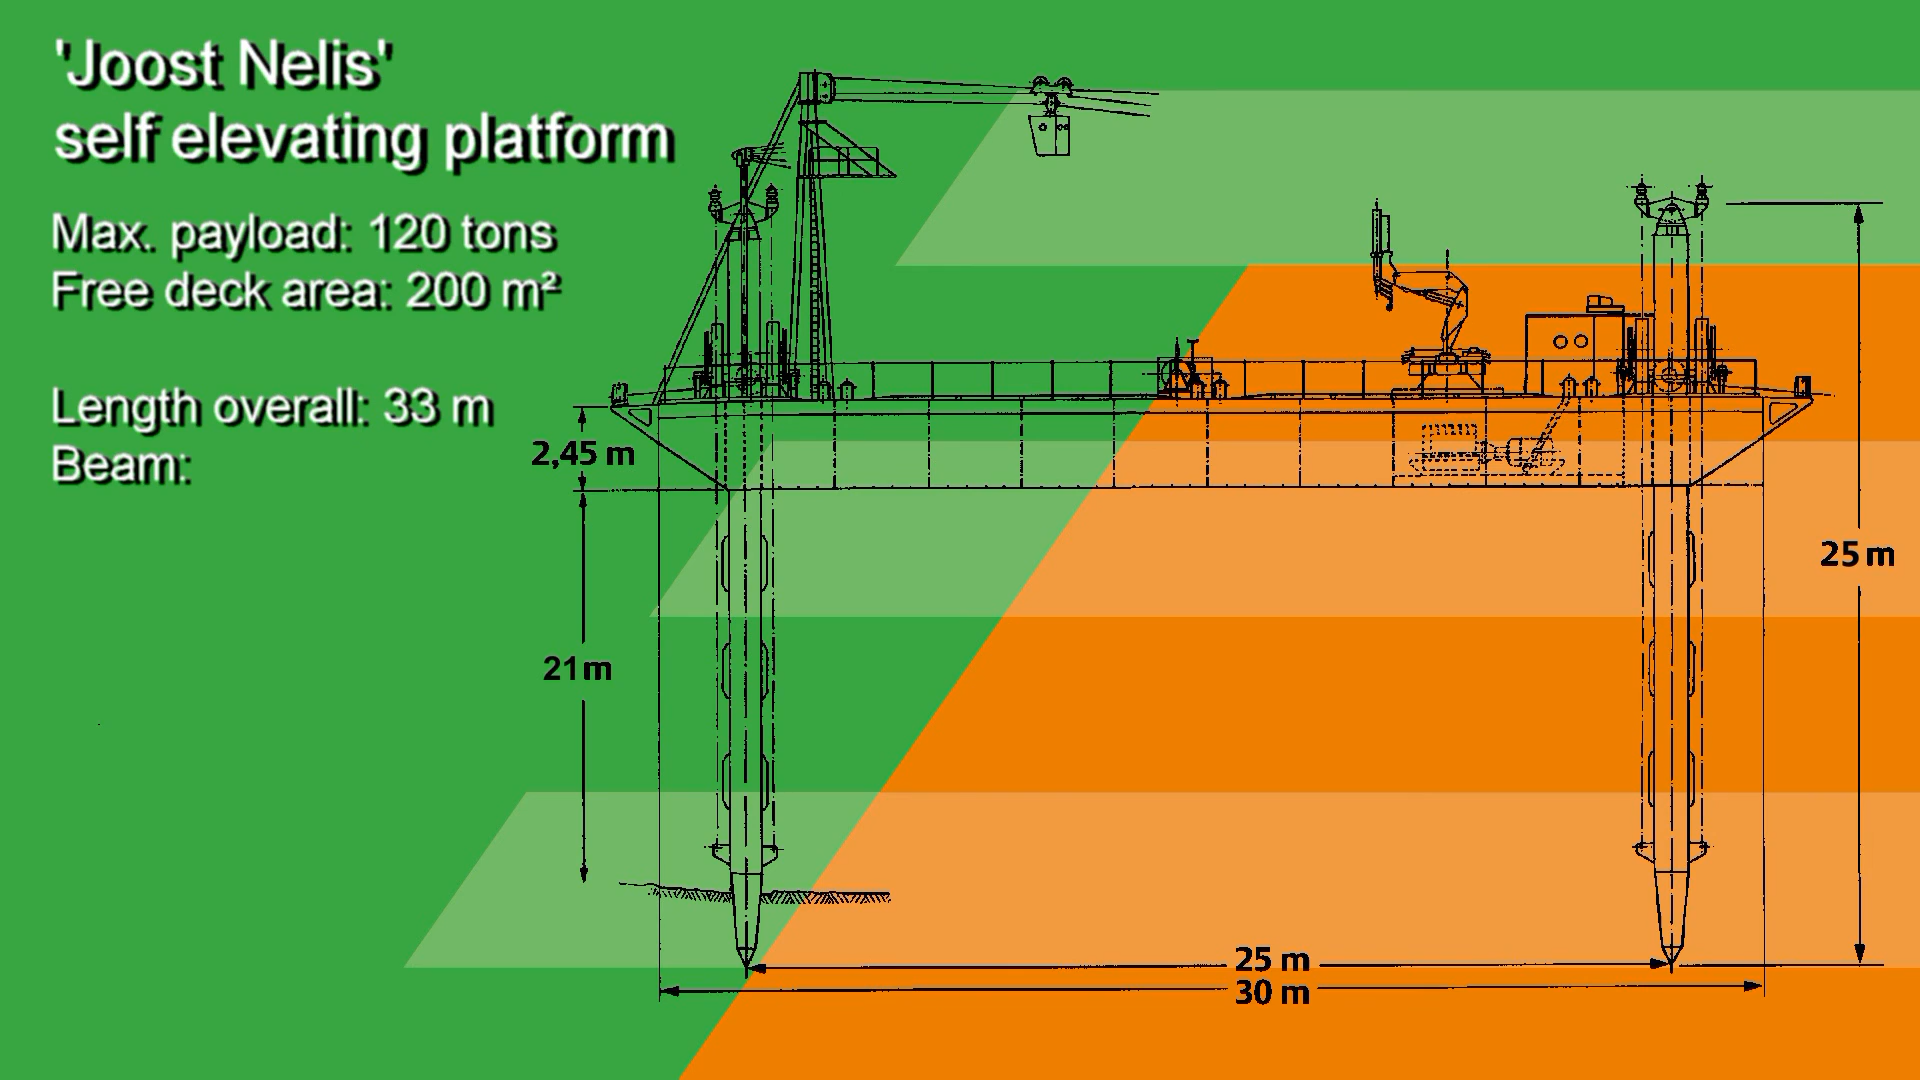 'Joost Nelis'
self elevating platform
Max. payload: 120 tons
Free deck area: 200 m²
Length overall: 33 m
Beam:
2,45 m
21 m
25 m
25 m
30 m